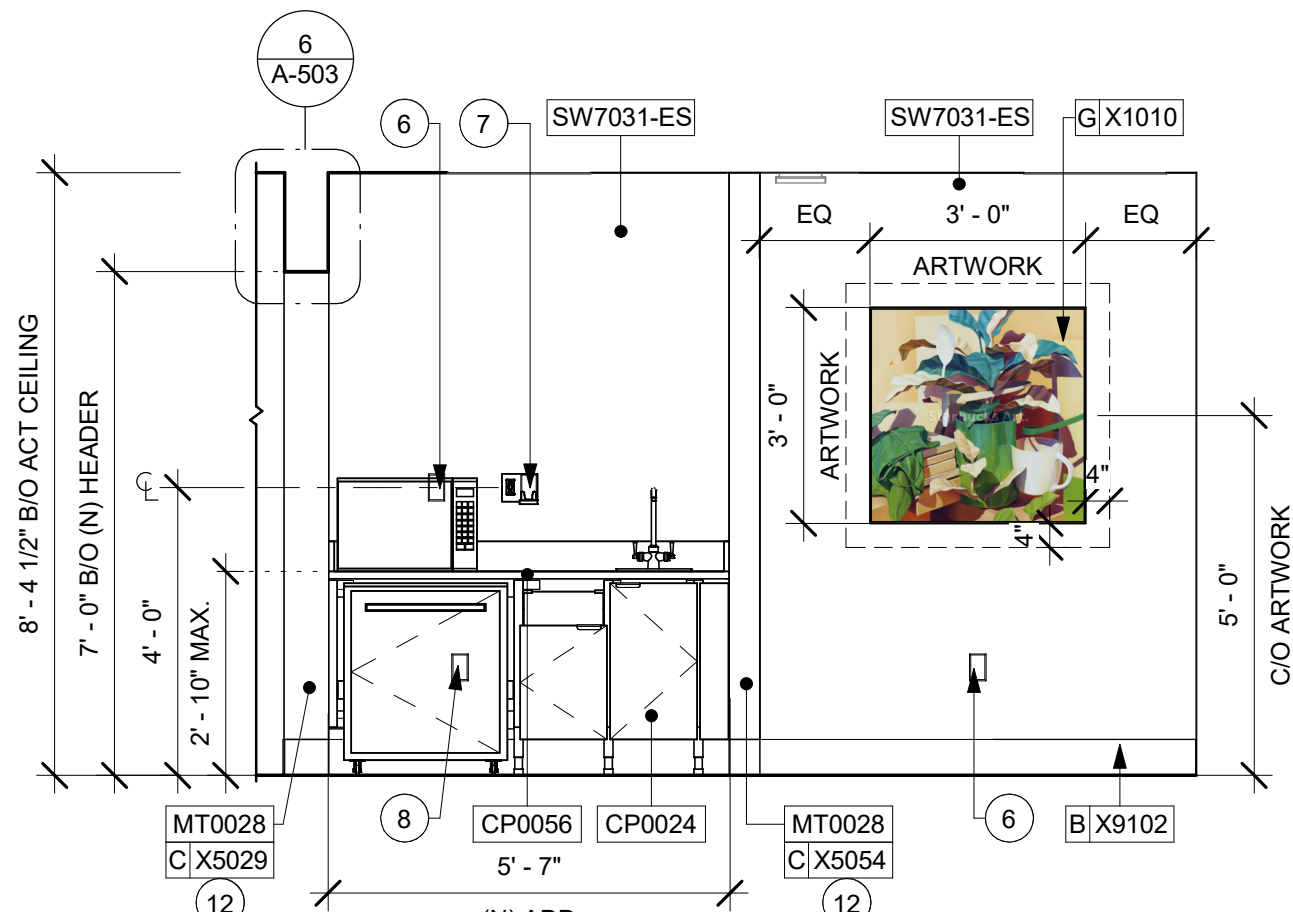 6
A-503
6
7
SW7031-ES
SW7031-ES
G X1010
EQ
3' - 0"
EQ
ARTWORK
8' - 4 1/2" B/O ACT CEILING
7' - 0" B/O (N) HEADER
CL
4' - 0"
2' - 10" MAX.
3' - 0"
ARTWORK
4"
4"
5' - 0"
C/O ARTWORK
MT0028
C X5029
12
8
CP0056
CP0024
5' - 7"
MT0028
C X5054
12
6
B X9102